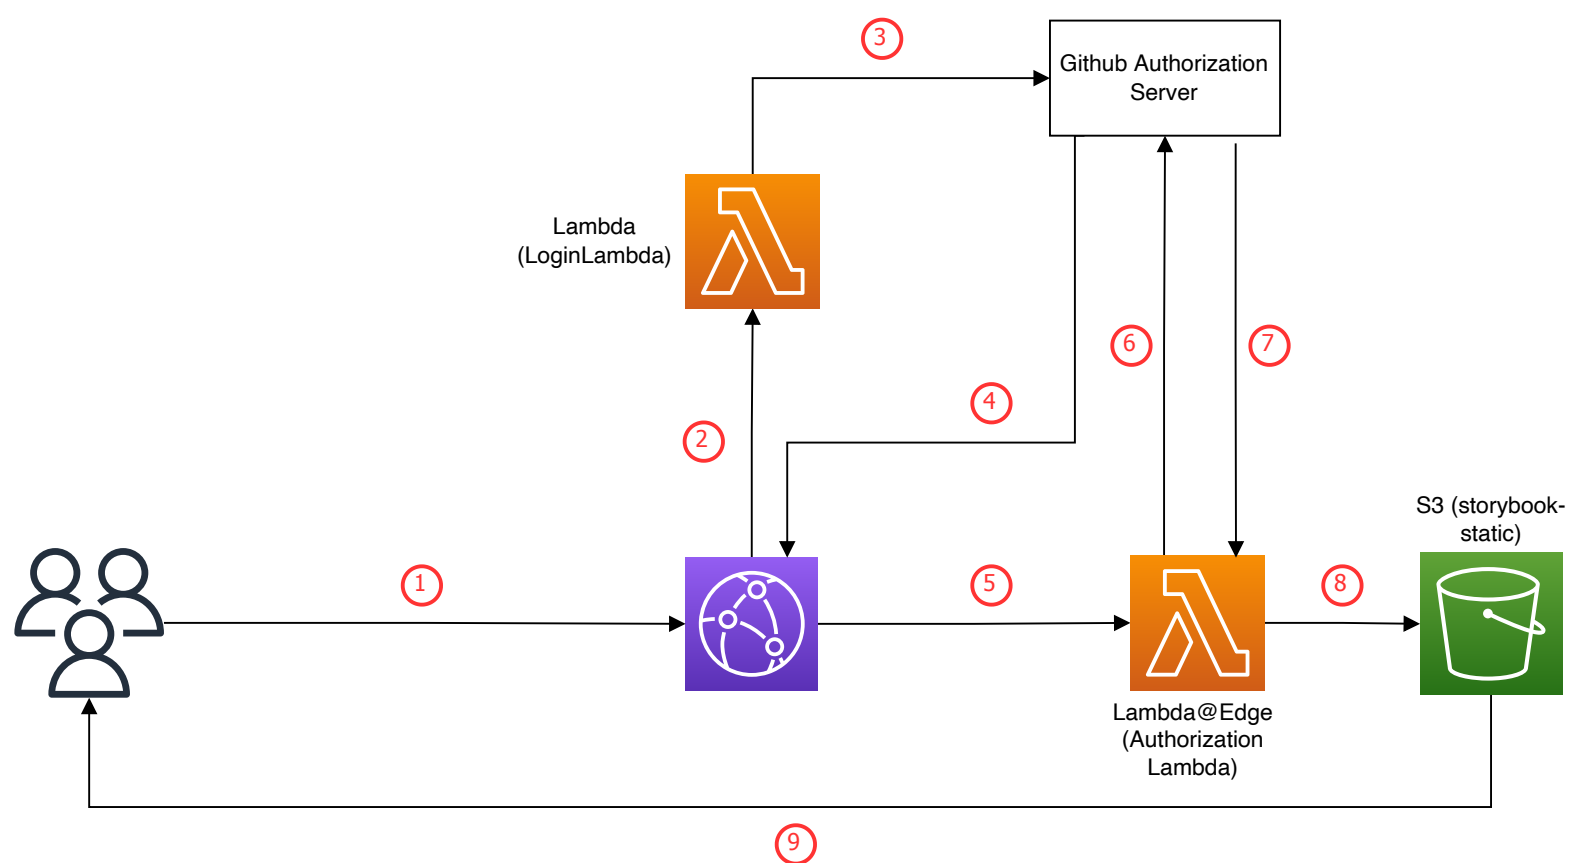 3
Github Authorization
Server
Lambda
(LoginLambda)
6
7
4
2
S3 (storybook-
static)
1
5
8
Lambda@Edge
(Authorization
Lambda)
9